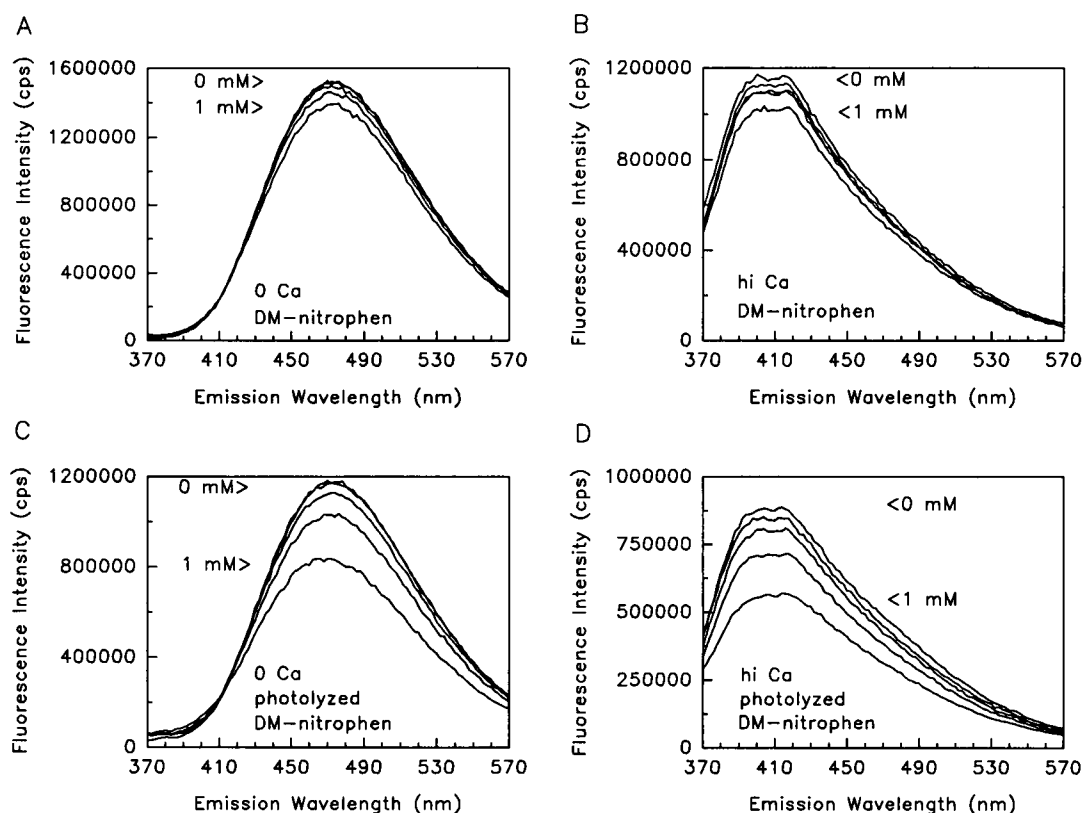 A
Fluorescence Intensity (cps)
1600000
1200000
800000
400000
0
0 mM>
1 mM>
0 Ca
DM-nitrophen
370 410 450 490 530 570
Emission Wavelength (nm)
B
Fluorescence Intensity (cps)
1200000
800000
400000
0
<0 mM
<1 mM
hi Ca
DM-nitrophen
370 410 450 490 530 570
Emission Wavelength (nm)
C
Fluorescence Intensity (cps)
1200000
800000
400000
0
0 mM>
1 mM>
0 Ca
photolyzed
DM-nitrophen
370 410 450 490 530 570
Emission Wavelength (nm)
D
Fluorescence Intensity (cps)
1000000
750000
500000
250000
0
<0 mM
<1 mM
hi Ca
photolyzed
DM-nitrophen
370 410 450 490 530 570
Emission Wavelength (nm)